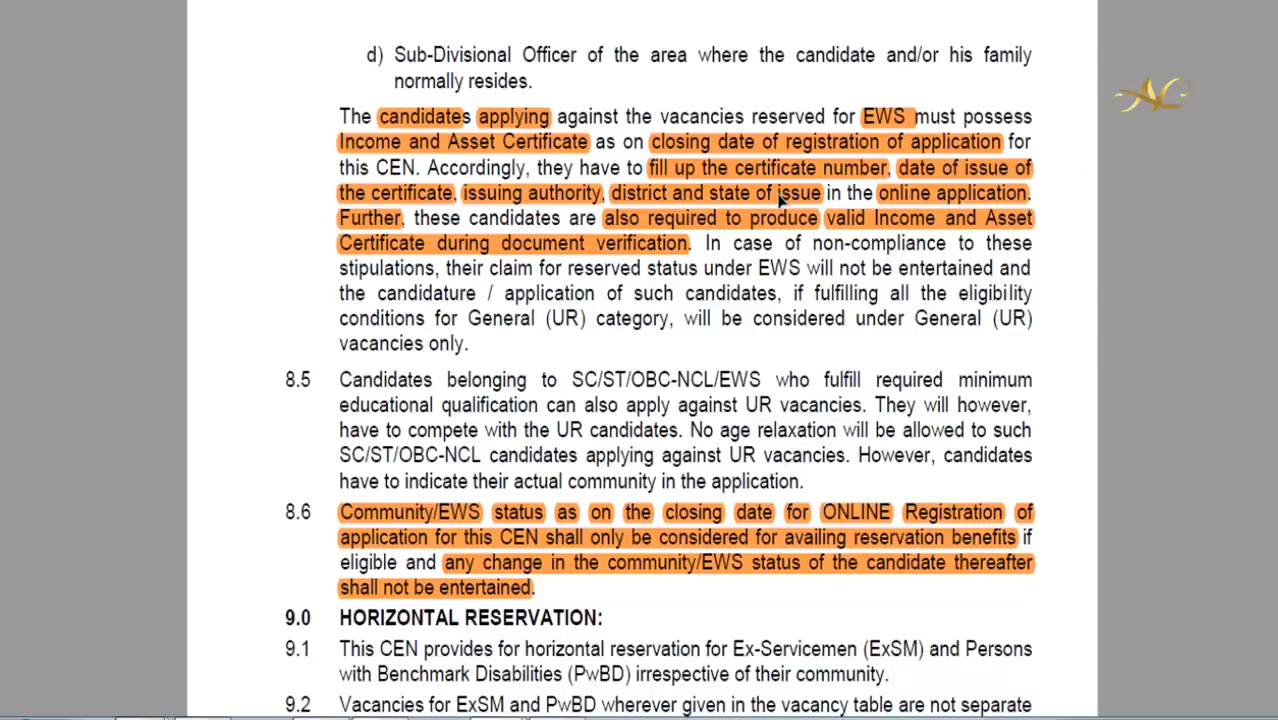 d) Sub-Divisional Officer of the area where the candidate and/or his family
normally resides.
The candidates applying against the vacancies reserved for EWS must possess
Income and Asset Certificate as on closing date of registration of application for
this CEN. Accordingly, they have to fill up the certificate number, date of issue of
the certificate, issuing authority, district and state of issue in the online application.
Further, these candidates are also required to produce valid Income and Asset
Certificate during document verification. In case of non-compliance to these
stipulations, their claim for reserved status under EWS will not be entertained and
the candidature / application of such candidates, if fulfilling all the eligibility
conditions for General (UR) category, will be considered under General (UR)
vacancies only.
8.5 Candidates belonging to SC/ST/OBC-NCL/EWS who fulfill required minimum
educational qualification can also apply against UR vacancies. They will however,
have to compete with the UR candidates. No age relaxation will be allowed to such
SC/ST/OBC-NCL candidates applying against UR vacancies. However, candidates
have to indicate their actual community in the application.
8.6 Community/EWS status as on the closing date for ONLINE Registration of
application for this CEN shall only be considered for availing reservation benefits if
eligible and any change in the community/EWS status of the candidate thereafter
shall not be entertained.
9.0 HORIZONTAL RESERVATION:
9.1 This CEN provides for horizontal reservation for Ex-Servicemen (ExSM) and Persons
with Benchmark Disabilities (PwBD) irrespective of their community.
9.2 Vacancies for ExSM and PwBD wherever given in the vacancy table are not separate
AC